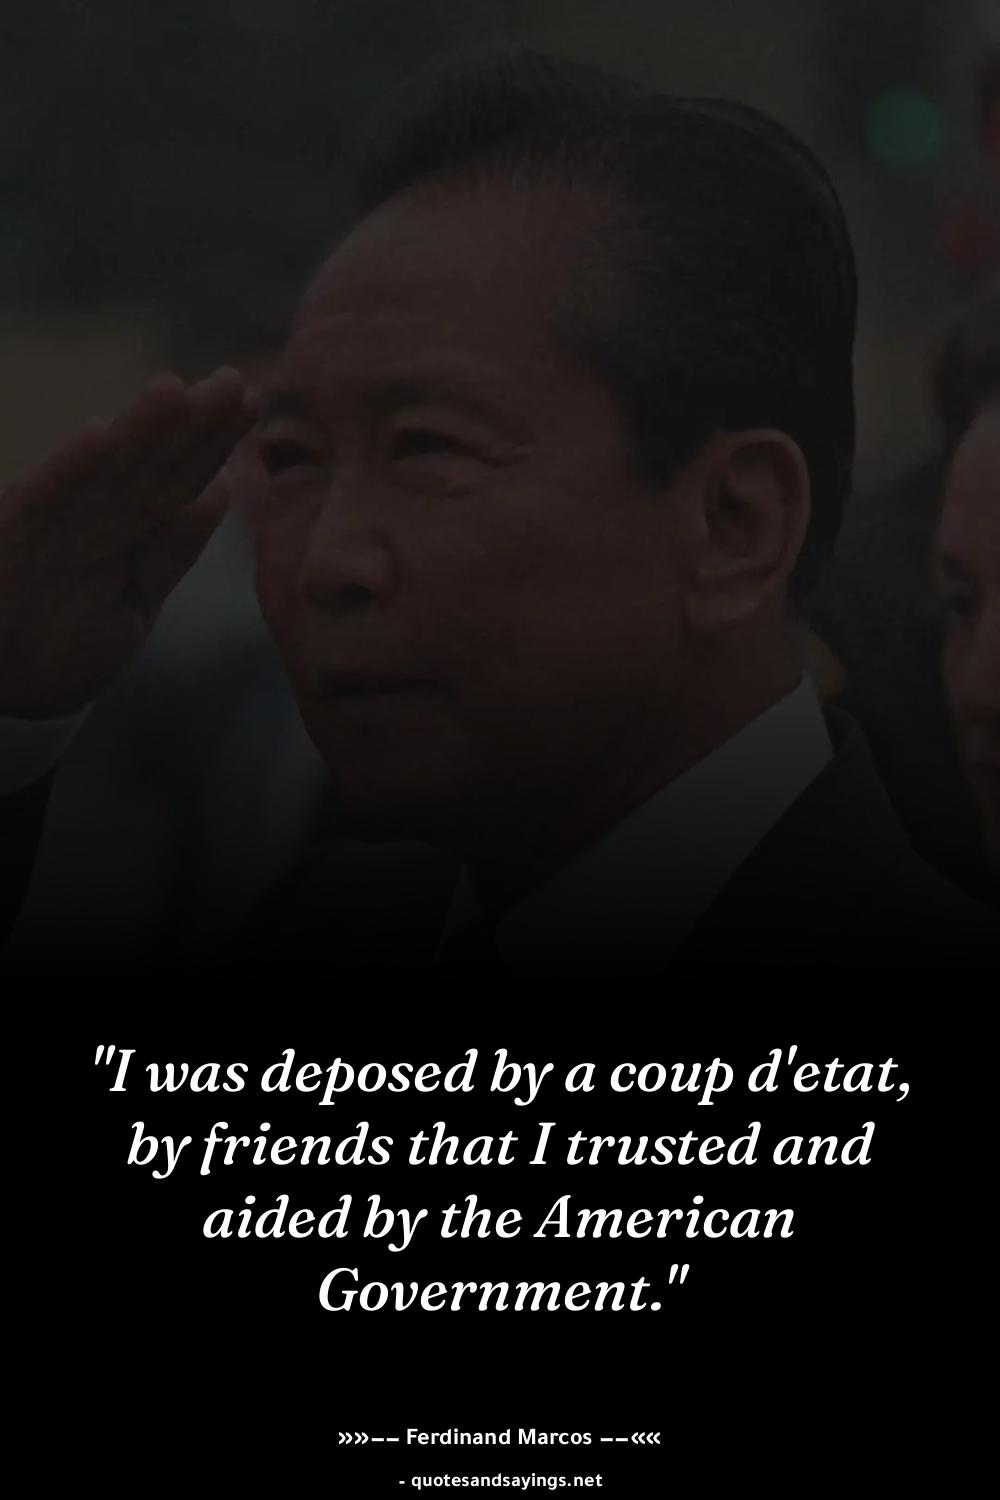 "I was deposed by a coup d'etat,
by friends that I trusted and
aided by the American
Government."
»»−− Ferdinand Marcos −−««
- quotesandsayings.net